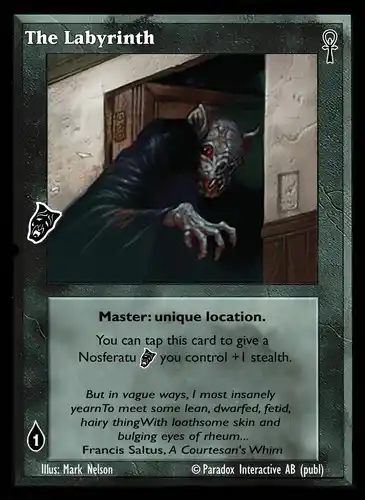 The Labyrinth
Master: unique location.
You can tap this card to give a
Nosferatu you control +1 stealth.
But in vague ways, I most insanely
yearnTo meet some lean, dwarfed, fetid,
hairy thingWith loathsome skin and
bulging eyes of rheum...
Francis Saltus, A Courtesan's Whim
1
Illus: Mark Nelson
© Paradox Interactive AB (publ)